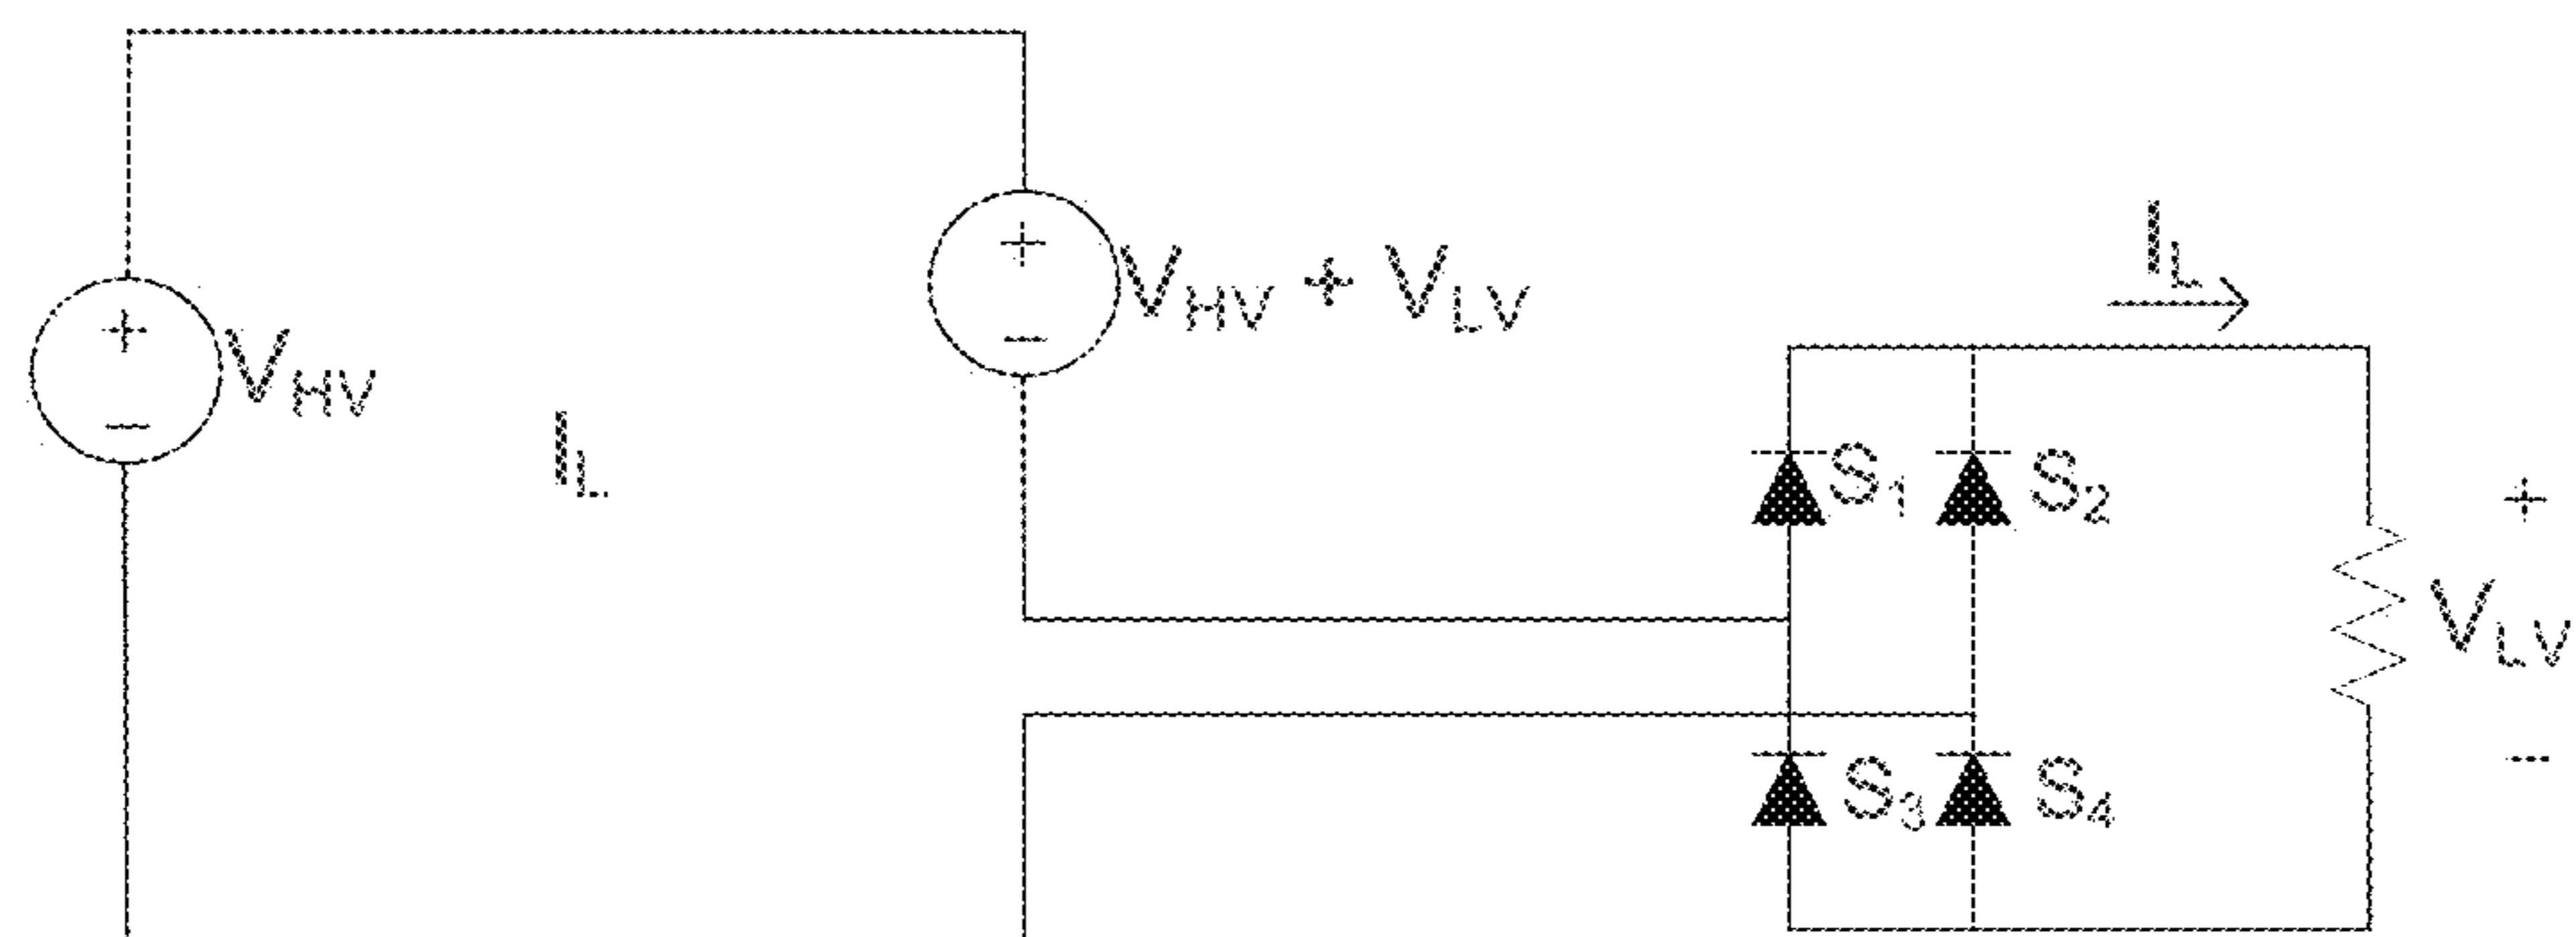 I_L
+
V_HV + V_LV
−
+
V_HV
−
I_L
S_1
S_2
+
V_LV
−
S_3
S_4